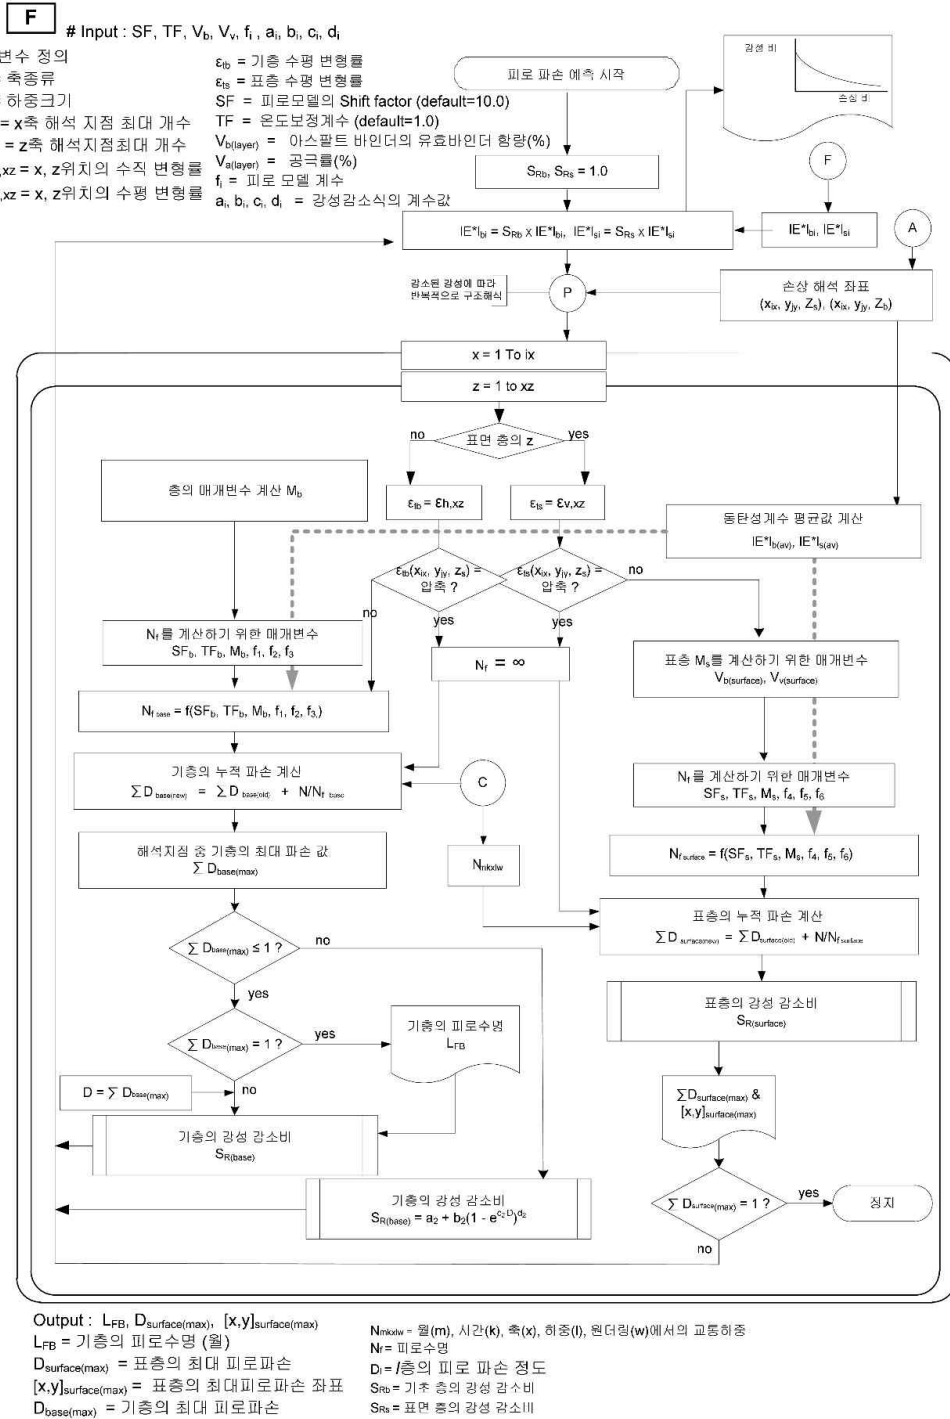 F
# Input : SF, TF, Vb, Vv, fi , ai, bi, ci, di
변수 정의
축종류
하중크기
= x축 해석 지점 최대 개수
= z축 해석지점최대 개수
,xz = x, z위치의 수직 변형률
,xz = x, z위치의 수평 변형률
εtb = 기층 수평 변형률
εts = 표층 수평 변형률
SF = 피로모델의 Shift factor (default=10.0)
TF = 온도보정계수 (default=1.0)
Vb(layer) = 아스팔트 바인더의 유효바인더 함량(%)
Va(layer) = 공극률(%)
fi = 피로 모델 계수
ai, bi, ci, di = 강성감소식의 계수값
피로 파손 예측 시작
강성 비
손상 비
SRb, SRs = 1.0
F
IE*Ibi = SRb x IE*Ibi, IE*Isi = SRs x IE*Isi
IE*Ibi, IE*Isi
A
감소된 강성에 따라
반복적으로 구조해석
P
손상 해석 좌표
(xix, yjy, Zs), (xix, yjy, Zb)
x = 1 To ix
z = 1 to xz
no
표면 층의 z
yes
층의 매개변수 계산 Mb
εtb = εh,xz
εts = εv,xz
동탄성계수 평균값 계산
IE*Ib(av), IE*Is(av)
εtb(xix, yjy, zs) =
압축 ?
εts(xix, yjy, zs) =
압축 ?
no
no
yes
yes
Nf를 계산하기 위한 매개변수
SFb, TFb, Mb, f1, f2, f3
Nf = ∞
표층 Ms를 계산하기 위한 매개변수
Vb(surface), Vv(surface)
Nf base = f(SFb, TFb, Mb, f1, f2, f3,)
기층의 누적 파손 계신
∑D base(new) = ∑D base(old) + N/Nf base
C
Nf를 계산하기 위한 매개변수
SFs, TFs, Ms, f4, f5, f6
해석지점 중 기층의 최대 파손 값
∑ Dbase(max)
Nmkxlw
Nf surface = f(SFs, TFs, Ms, f4, f5, f6)
표층의 누적 파손 계산
∑D surface(new) = ∑D surface(old) + N/Nf surface
∑ Dbase(max) ≤ 1 ?
no
yes
표층의 강성 감소비
SR(surface)
∑ Dbase(max) = 1 ?
yes
기층의 피로수명
LFB
no
D = ∑ Dbase(max)
∑Dsurface(max) &
[x,y]surface(max)
기층의 강성 감소비
SR(base)
기층의 강성 감소비
SR(base) = a2 + b2(1 - e^c2D)^d2
∑ Dsurface(max) = 1 ?
yes
정지
no
Output : LFB, Dsurface(max), [x,y]surface(max)
LFB = 기층의 피로수명 (월)
Dsurface(max) = 표층의 최대 피로파손
[x,y]surface(max) = 표층의 최대피로파손 좌표
Dbase(max) = 기층의 최대 피로파손
Nmkxlw = 월(m), 시간(k), 축(x), 하중(l), 원더링(w)에서의 교통하중
Nf = 피로수명
Di = l층의 피로 파손 정도
SRb = 기초 층의 강성 감소비
SRs = 표면 층의 강성 감소비